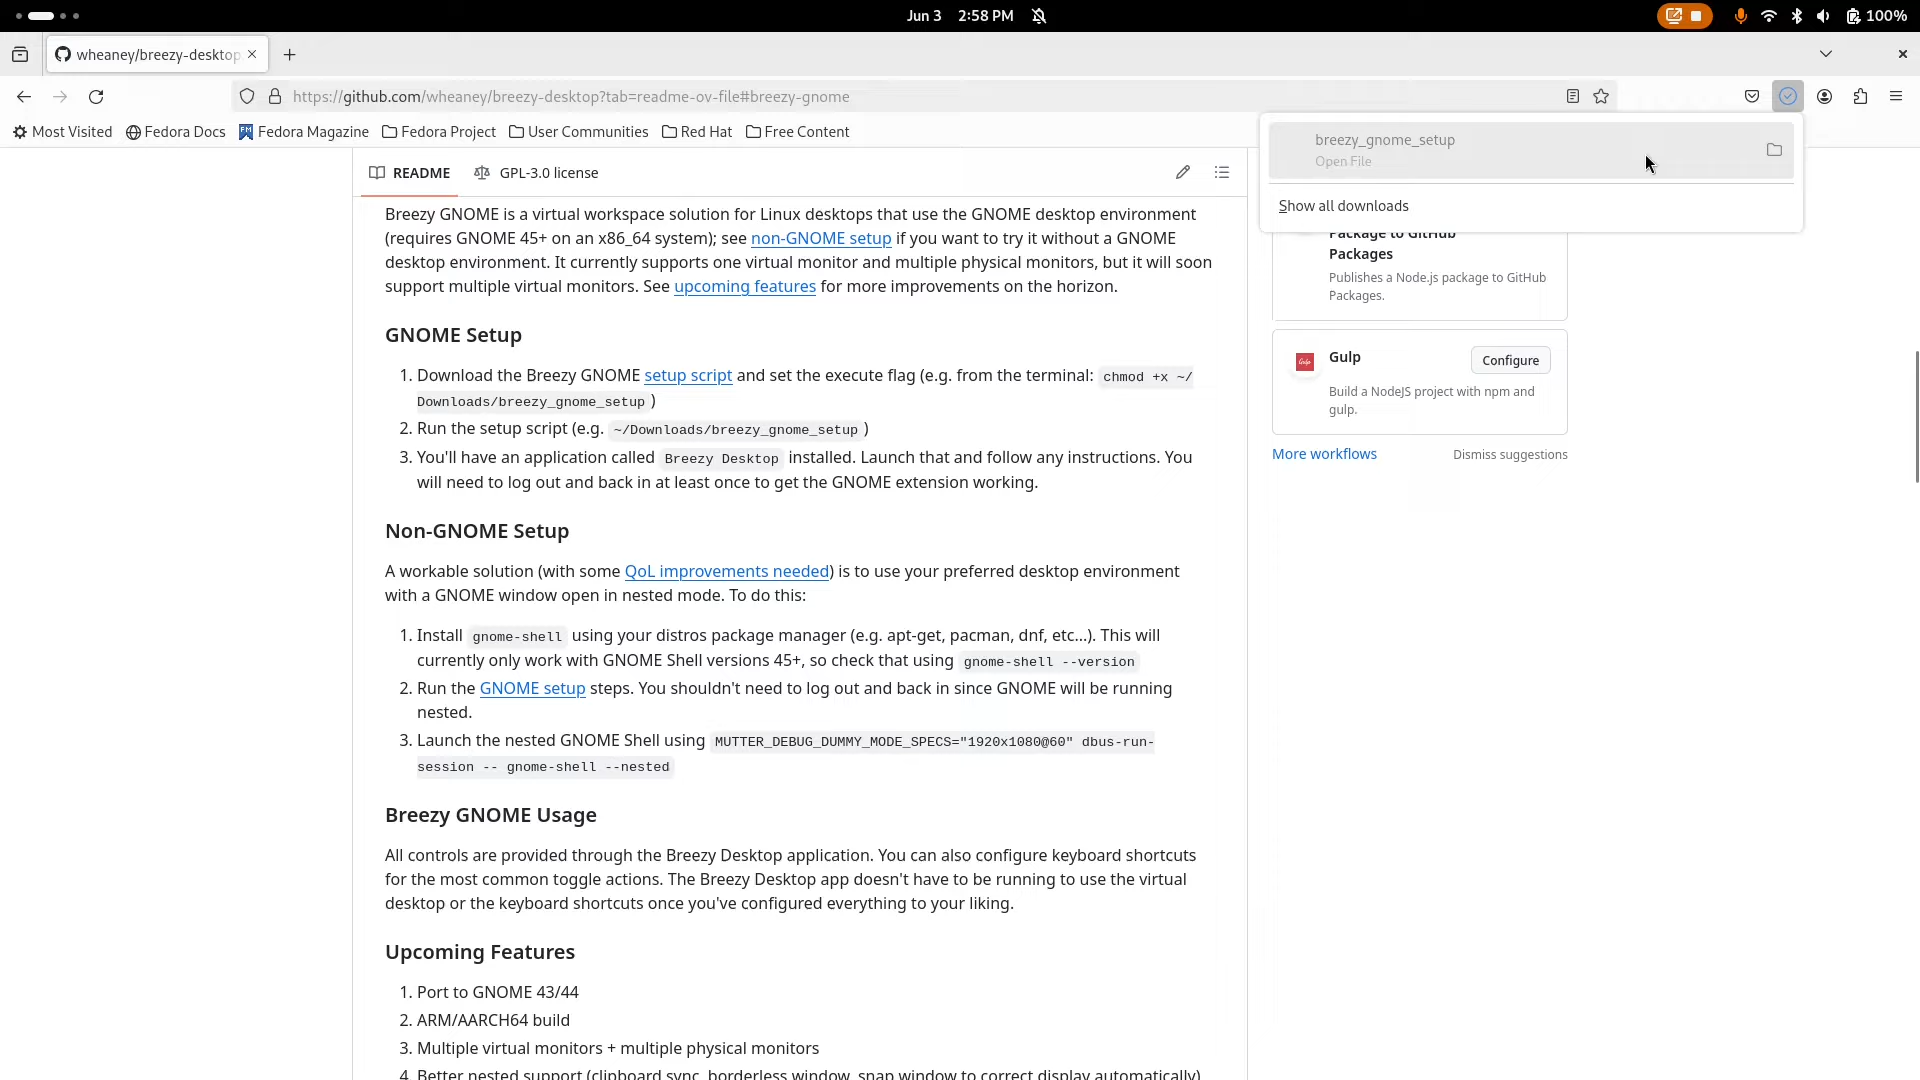 Jun 3 2:58 PM
100%
wheaney/breezy-desktop
https://github.com/wheaney/breezy-desktop?tab=readme-ov-file#breezy-gnome
Most Visited Fedora Docs Fedora Magazine Fedora Project User Communities Red Hat Free Content
breezy_gnome_setup
Open File
Show all downloads
README GPL-3.0 license
Breezy GNOME is a virtual workspace solution for Linux desktops that use the GNOME desktop environment
(requires GNOME 45+ on an x86_64 system); see non-GNOME setup if you want to try it without a GNOME
desktop environment. It currently supports one virtual monitor and multiple physical monitors, but it will soon
support multiple virtual monitors. See upcoming features for more improvements on the horizon.
GNOME Setup
1. Download the Breezy GNOME setup script and set the execute flag (e.g. from the terminal: chmod +x ~/
Downloads/breezy_gnome_setup )
2. Run the setup script (e.g. ~/Downloads/breezy_gnome_setup )
3. You'll have an application called Breezy Desktop installed. Launch that and follow any instructions. You
will need to log out and back in at least once to get the GNOME extension working.
Non-GNOME Setup
A workable solution (with some QoL improvements needed) is to use your preferred desktop environment
with a GNOME window open in nested mode. To do this:
1. Install gnome-shell using your distros package manager (e.g. apt-get, pacman, dnf, etc...). This will
currently only work with GNOME Shell versions 45+, so check that using gnome-shell --version
2. Run the GNOME setup steps. You shouldn't need to log out and back in since GNOME will be running
nested.
3. Launch the nested GNOME Shell using MUTTER_DEBUG_DUMMY_MODE_SPECS="1920x1080@60" dbus-run-
session -- gnome-shell --nested
Breezy GNOME Usage
All controls are provided through the Breezy Desktop application. You can also configure keyboard shortcuts
for the most common toggle actions. The Breezy Desktop app doesn't have to be running to use the virtual
desktop or the keyboard shortcuts once you've configured everything to your liking.
Upcoming Features
1. Port to GNOME 43/44
2. ARM/AARCH64 build
3. Multiple virtual monitors + multiple physical monitors
4. Better nested support (clipboard sync, borderless window, snap window to correct display automatically)
Package to GitHub
Packages
Publishes a Node.js package to GitHub
Packages.
Gulp
Gulp
Configure
Build a NodeJS project with npm and
gulp.
More workflows
Dismiss suggestions